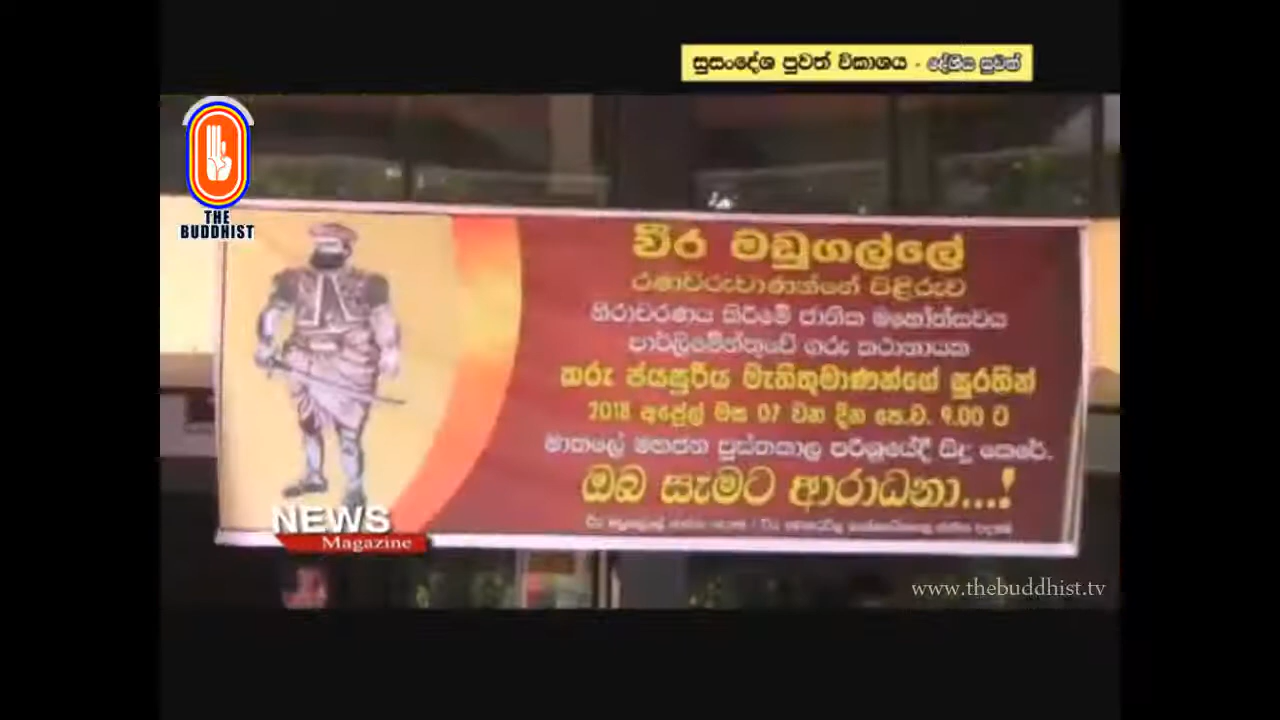 සුසංදේශ පුවත් විකාශය - දේශීය පුවත්
THE
BUDDHIST
වීර මඩුගල්ලේ
රණවිරුවාණන්ගේ පිළිරුව
නිරාවරණය කිරීමේ ජාතික මහෝත්සවය
පාර්ලිමේන්තුවේ ගරු කථානායක
කරු ජයසූරිය මැතිතුමාණන්ගේ සුරතින්
2018 අප්‍රේල් මස 07 වන දින පෙ.ව. 9.00 ට
මාතලේ මහජන පුස්තකාල පරිශ්‍රයේදී සිදු කෙරේ.
ඔබ සැමට ආරාධනා...!
NEWS
Magazine
www.thebuddhist.tv